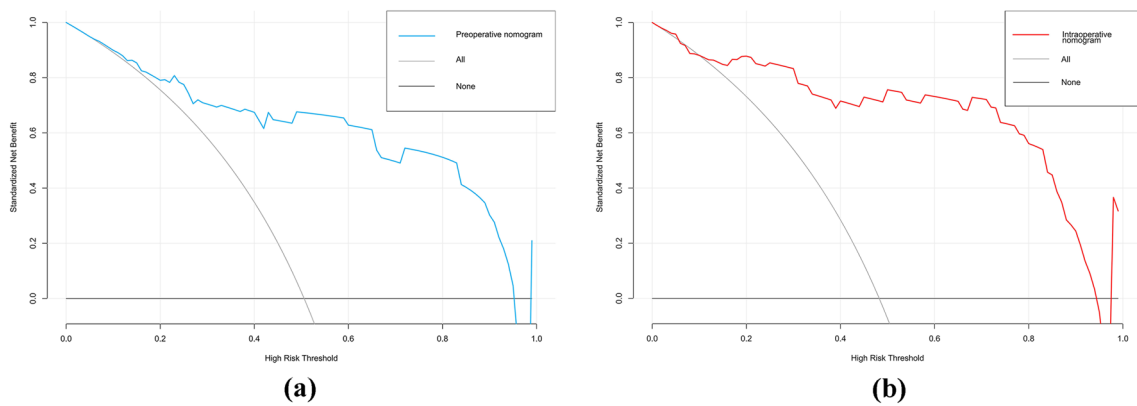 Preoperative nomogram
All
None
1.0
0.8
0.6
0.4
0.2
0.0
Standardized Net Benefit
0.0 0.2 0.4 0.6 0.8 1.0
High Risk Threshold
(a)
Intraoperative
nomogram
All
None
1.0
0.8
0.6
0.4
0.2
0.0
Standardized Net Benefit
0.0 0.2 0.4 0.6 0.8 1.0
High Risk Threshold
(b)